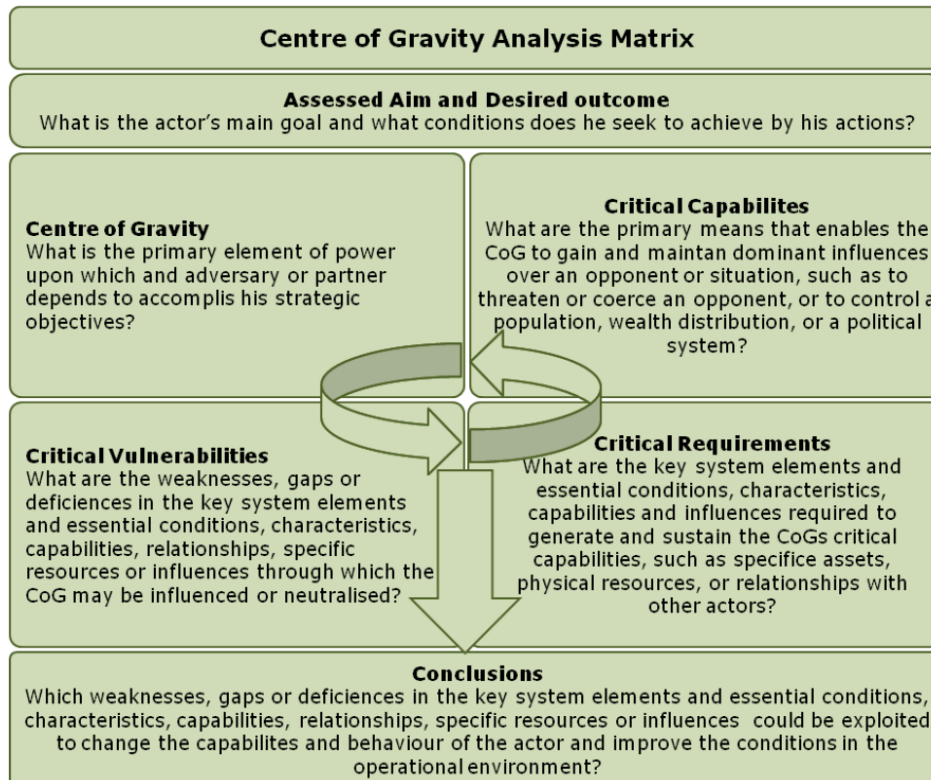 Centre of Gravity Analysis Matrix
Assessed Aim and Desired outcome
What is the actor's main goal and what conditions does he seek to achieve by his actions?
Centre of Gravity
What is the primary element of power
upon which and adversary or partner
depends to accomplis his strategic
objectives?
Critical Capabilites
What are the primary means that enables the
CoG to gain and maintan dominant influences
over an opponent or situation, such as to
threaten or coerce an opponent, or to control a
population, wealth distribution, or a political
system?
Critical Vulnerabilities
What are the weaknesses, gaps or
deficiences in the key system elements
and essential conditions, characteristics,
capabilities, relationships, specific
resources or influences through which the
CoG may be influenced or neutralised?
Critical Requirements
What are the key system elements and
essential conditions, characteristics,
capabilities and influences required to
generate and sustain the CoGs critical
capabilities, such as specifice assets,
physical resources, or relationships with
other actors?
Conclusions
Which weaknesses, gaps or deficiences in the key system elements and essential conditions,
characteristics, capabilities, relationships, specific resources or influences could be exploited
to change the capabilites and behaviour of the actor and improve the conditions in the
operational environment?